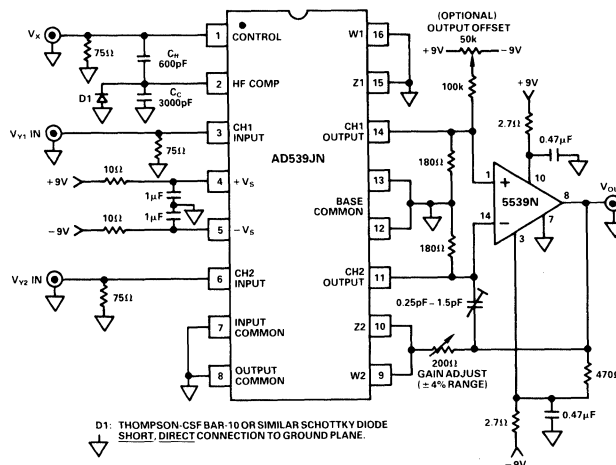 (OPTIONAL)
OUTPUT OFFSET
50k
+9V
-9V
100k
VX
75Ω
CH
600pF
1
CONTROL
W1
16
D1
CC
3000pF
2
HF COMP
Z1
15
+9V
2.7Ω
0.47µF
VY1 IN
75Ω
3
CH1
INPUT
CH1
OUTPUT
14
180Ω
1
+
10
AD539JN
5539N
8
VOU
+9V
10Ω
1µF
4
+VS
BASE
COMMON
13
12
14
−
3
7
-9V
10Ω
1µF
5
−VS
180Ω
VY2 IN
75Ω
6
CH2
INPUT
CH2
OUTPUT
11
0.25pF – 1.5pF
7
INPUT
COMMON
Z2
10
200Ω
GAIN ADJUST
(±4% RANGE)
470Ω
8
OUTPUT
COMMON
W2
9
2.7Ω
0.47µF
−9V
D1: THOMPSON-CSF BAR-10 OR SIMILAR SCHOTTKY DIODE
SHORT, DIRECT CONNECTION TO GROUND PLANE.